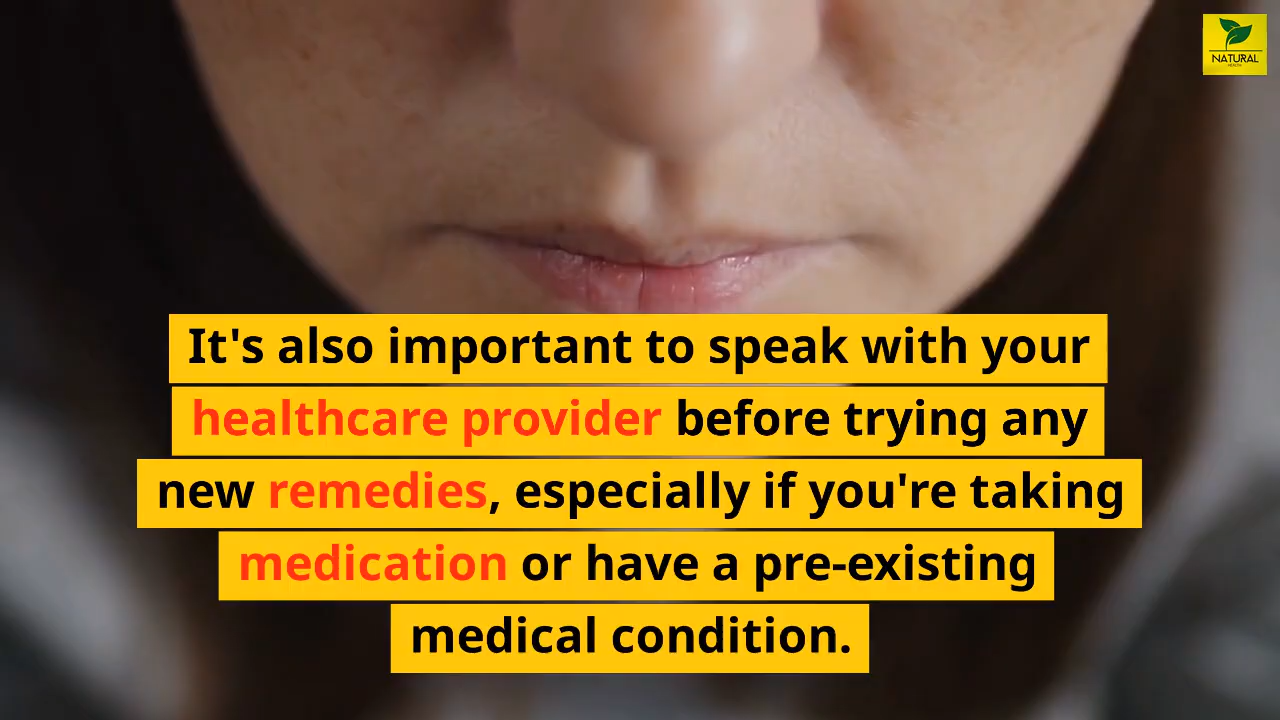 NATURAL
It's also important to speak with your
healthcare provider before trying any
new remedies, especially if you're taking
medication or have a pre-existing
medical condition.